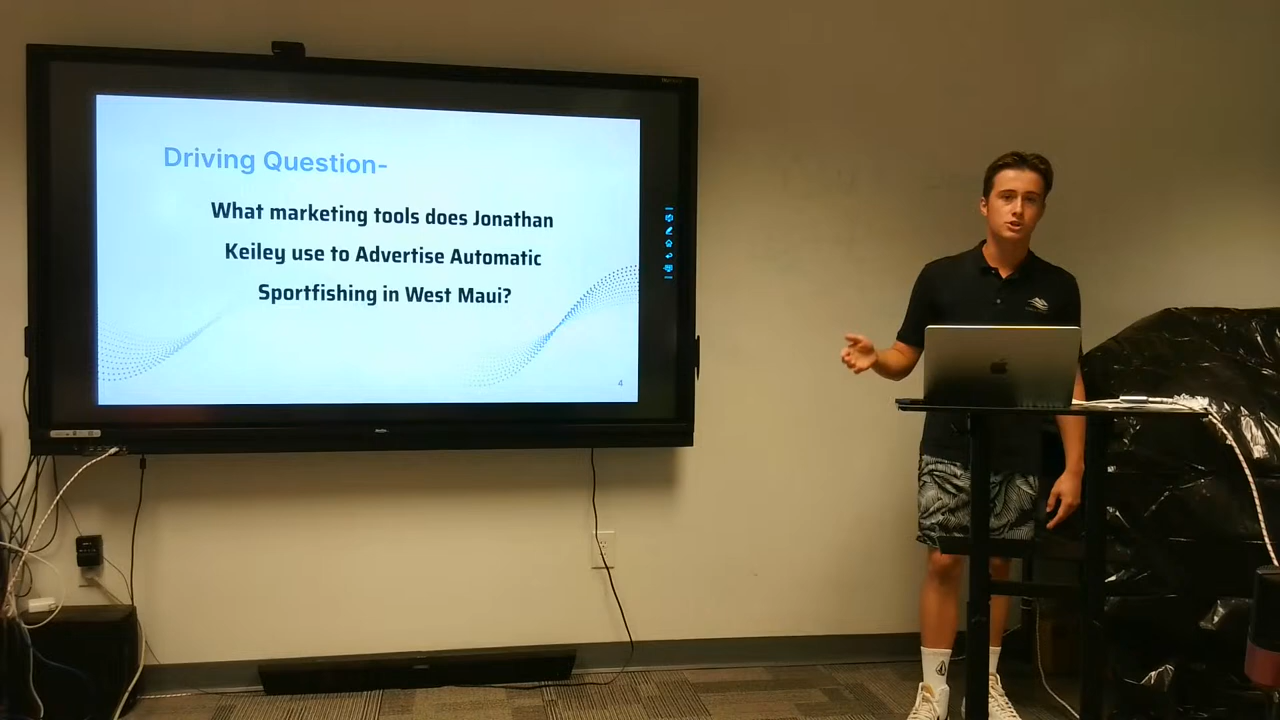 Driving Question-
What marketing tools does Jonathan
Keiley use to Advertise Automatic
Sportfishing in West Maui?
4